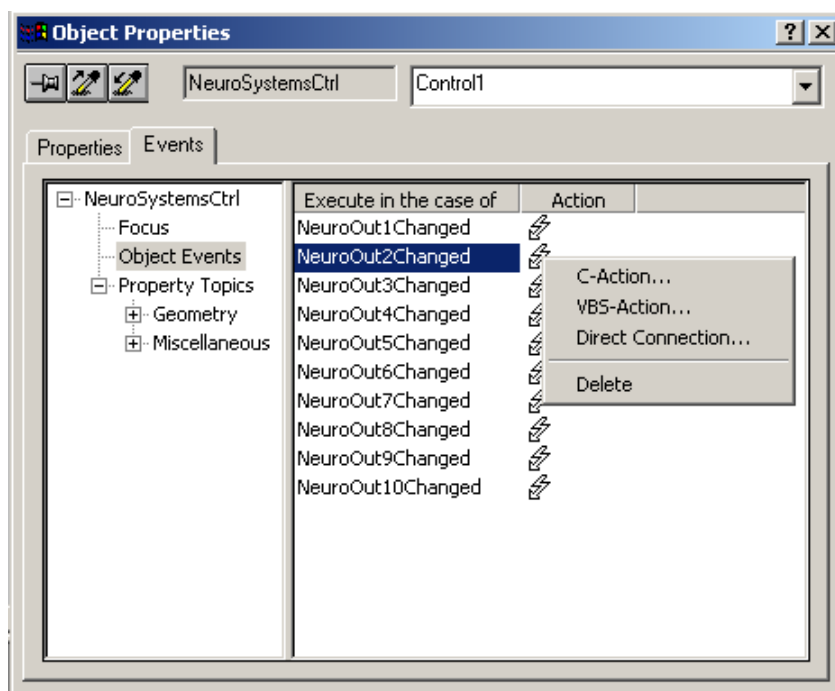 Object Properties
NeuroSystemsCtrl Control1
Properties Events
NeuroSystemsCtrl
Focus
Object Events
Property Topics
Geometry
Miscellaneous
Execute in the case of Action
NeuroOut1Changed
NeuroOut2Changed
NeuroOut3Changed
NeuroOut4Changed
NeuroOut5Changed
NeuroOut6Changed
NeuroOut7Changed
NeuroOut8Changed
NeuroOut9Changed
NeuroOut10Changed
C-Action...
VBS-Action...
Direct Connection...
Delete